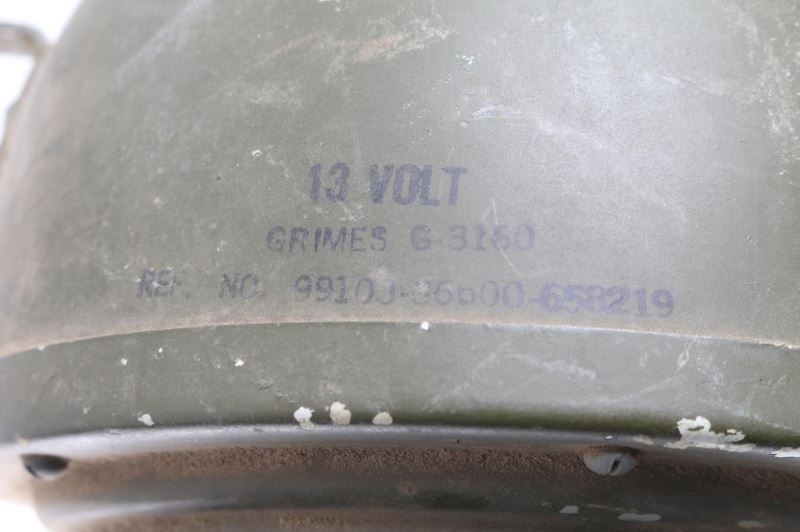 13 VOLT
GRIMES G-3160
REF. NO. 99103-36600-658219